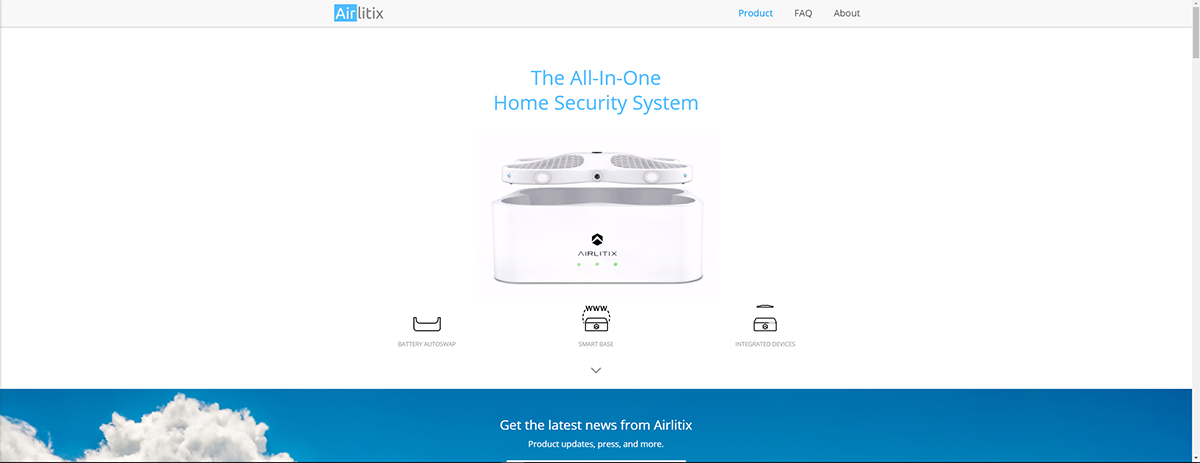 Airlitix
Product
FAQ
About
The All-In-One
Home Security System
AIRLITIX
WWW
BATTERY AUTOSWAP
SMART BASE
INTEGRATED DEVICES
Get the latest news from Airlitix
Product updates, press, and more.